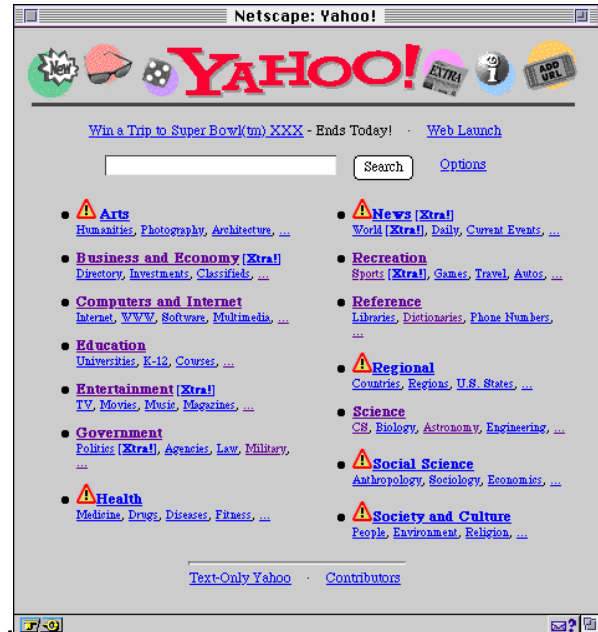 Netscape: Yahoo!
New
YAHOO!
EXTRA
i
ADD URL
Win a Trip to Super Bowl(tm) XXX - Ends Today! · Web Launch
Search Options
Arts
Humanities, Photography, Architecture, ...
Business and Economy [Xtra!]
Directory, Investments, Classifieds, ...
Computers and Internet
Internet, WWW, Software, Multimedia, ...
Education
Universities, K-12, Courses, ...
Entertainment [Xtra!]
TV, Movies, Music, Magazines, ...
Government
Politics [Xtra!], Agencies, Law, Military,
...
Health
Medicine, Drugs, Diseases, Fitness, ...
News [Xtra!]
World [Xtra!], Daily, Current Events, ...
Recreation
Sports [Xtra!], Games, Travel, Autos, ...
Reference
Libraries, Dictionaries, Phone Numbers,
...
Regional
Countries, Regions, U.S. States, ...
Science
CS, Biology, Astronomy, Engineering, ...
Social Science
Anthropology, Sociology, Economics, ...
Society and Culture
People, Environment, Religion, ...
Text-Only Yahoo · Contributors
?